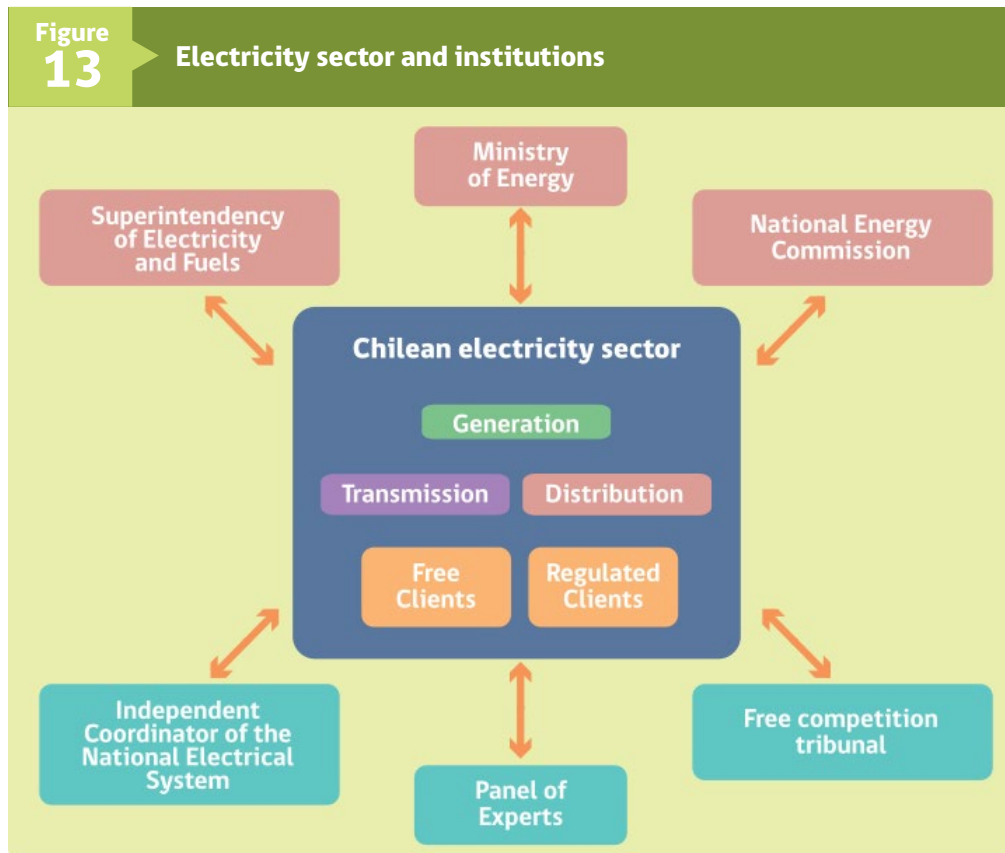 Figure
13
Electricity sector and institutions
Ministry
of Energy
Superintendency
of Electricity
and Fuels
National Energy
Commission
Chilean electricity sector
Generation
Transmission
Distribution
Free
Clients
Regulated
Clients
Independent
Coordinator of the
National Electrical
System
Panel of
Experts
Free competition
tribunal